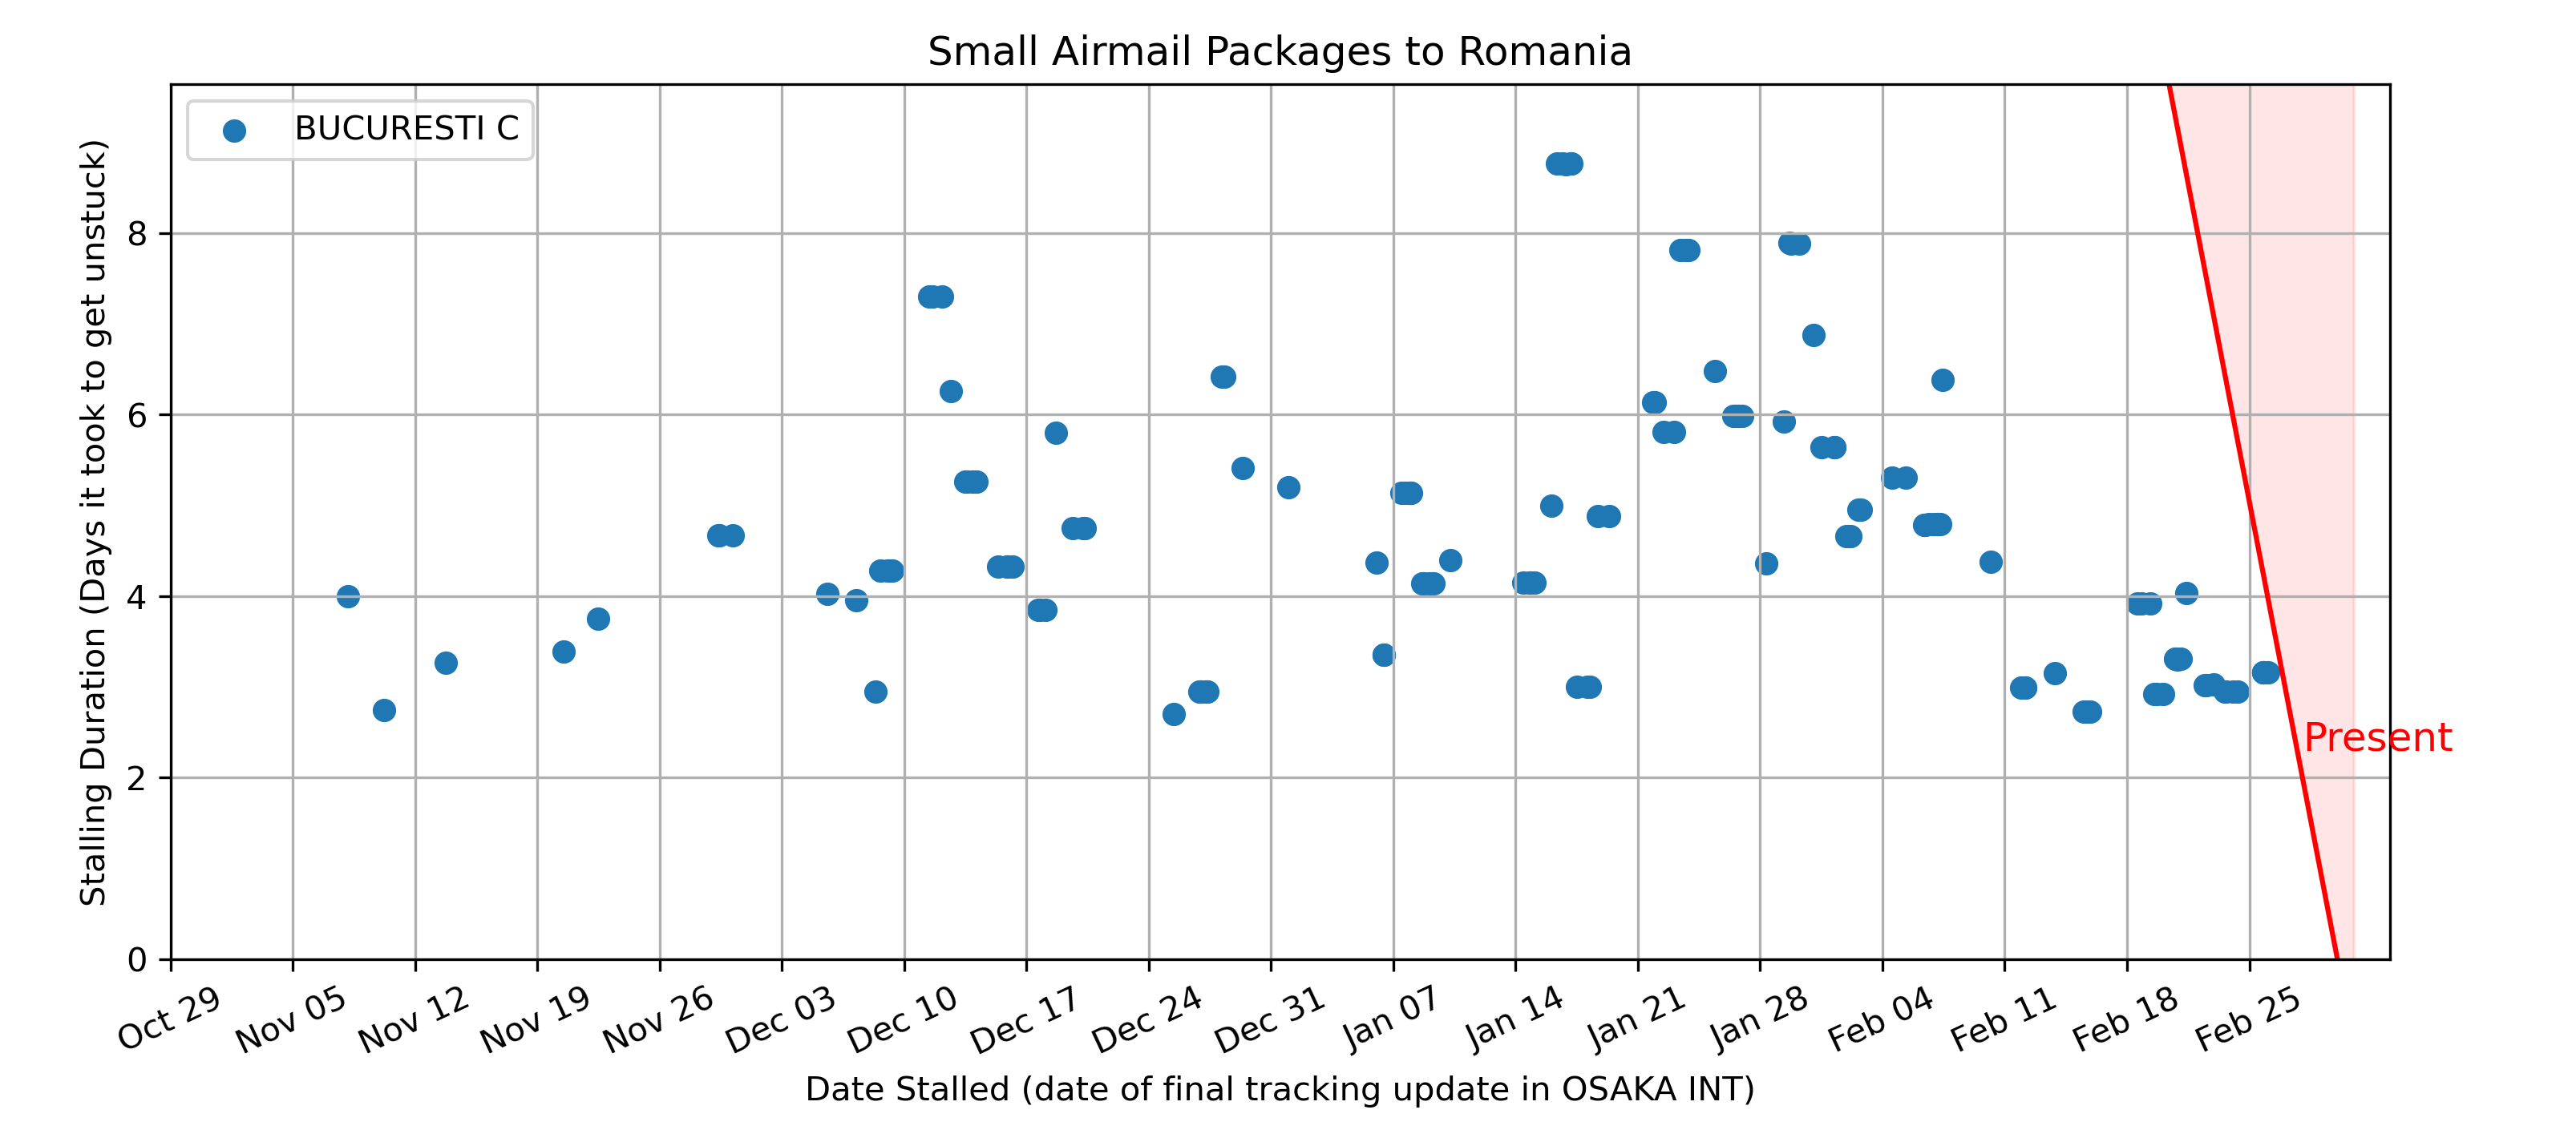 Small Airmail Packages to Romania
BUCURESTI C
Stalling Duration (Days it took to get unstuck)
8
6
4
2
0
Present
Oct 29
Nov 05
Nov 12
Nov 19
Nov 26
Dec 03
Dec 10
Dec 17
Dec 24
Dec 31
Jan 07
Jan 14
Jan 21
Jan 28
Feb 04
Feb 11
Feb 18
Feb 25
Date Stalled (date of final tracking update in OSAKA INT)